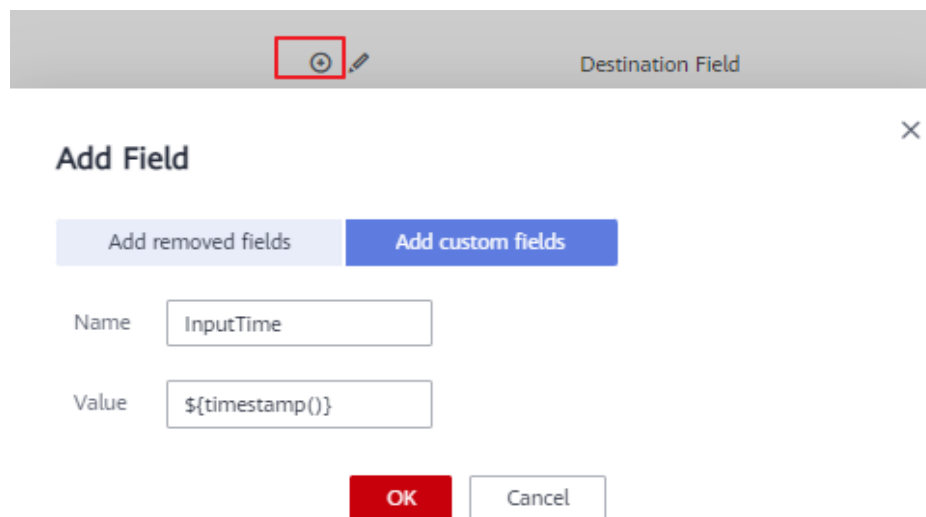 Destination Field
Add Field
Add removed fields Add custom fields
Name InputTime
Value ${timestamp()}
OK Cancel